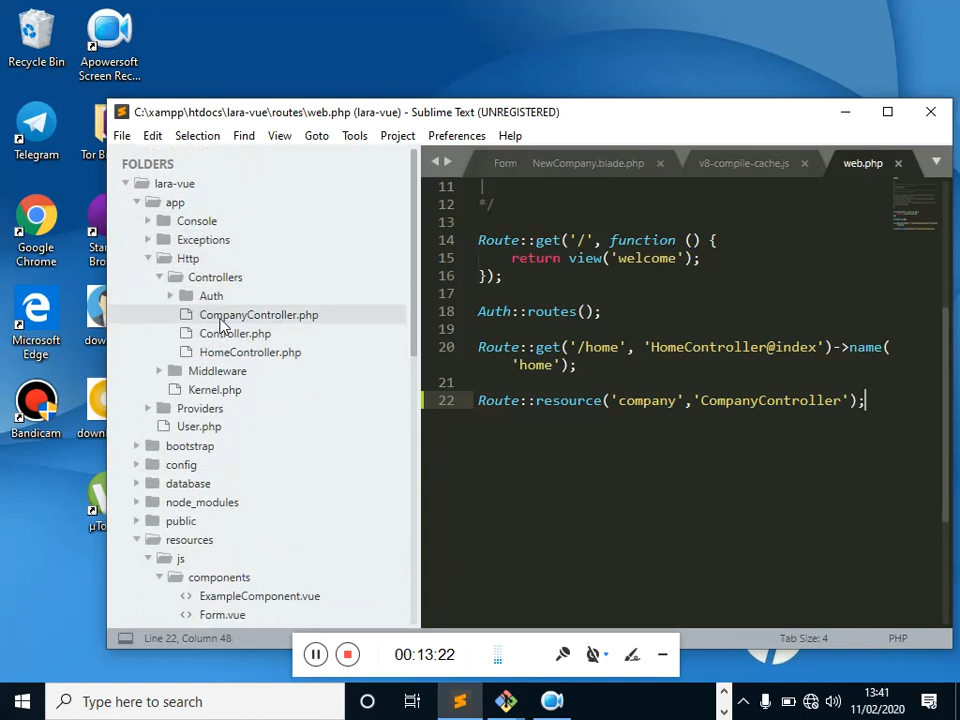 Recycle Bin
Apowersoft
Screen Rec...
Telegram
Tor B
Google
Chrome
Star
Bro
Microsoft
Edge
dow
Bandicam
down
µTo
C:\xampp\htdocs\lara-vue\routes\web.php (lara-vue) - Sublime Text (UNREGISTERED)
File Edit Selection Find View Goto Tools Project Preferences Help
FOLDERS
lara-vue
app
Console
Exceptions
Http
Controllers
Auth
CompanyController.php
Controller.php
HomeController.php
Middleware
Kernel.php
Providers
User.php
bootstrap
config
database
node_modules
public
resources
js
components
ExampleComponent.vue
Form.vue
Form NewCompany.blade.php v8-compile-cache.js web.php
11 |
12 */
13
14 Route::get('/', function () {
15 return view('welcome');
16 });
17
18 Auth::routes();
19
20 Route::get('/home', 'HomeController@index')->name(
'home');
21
22 Route::resource('company','CompanyController');
Line 22, Column 48
Tab Size: 4 PHP
00:13:22
Type here to search
13:41
11/02/2020